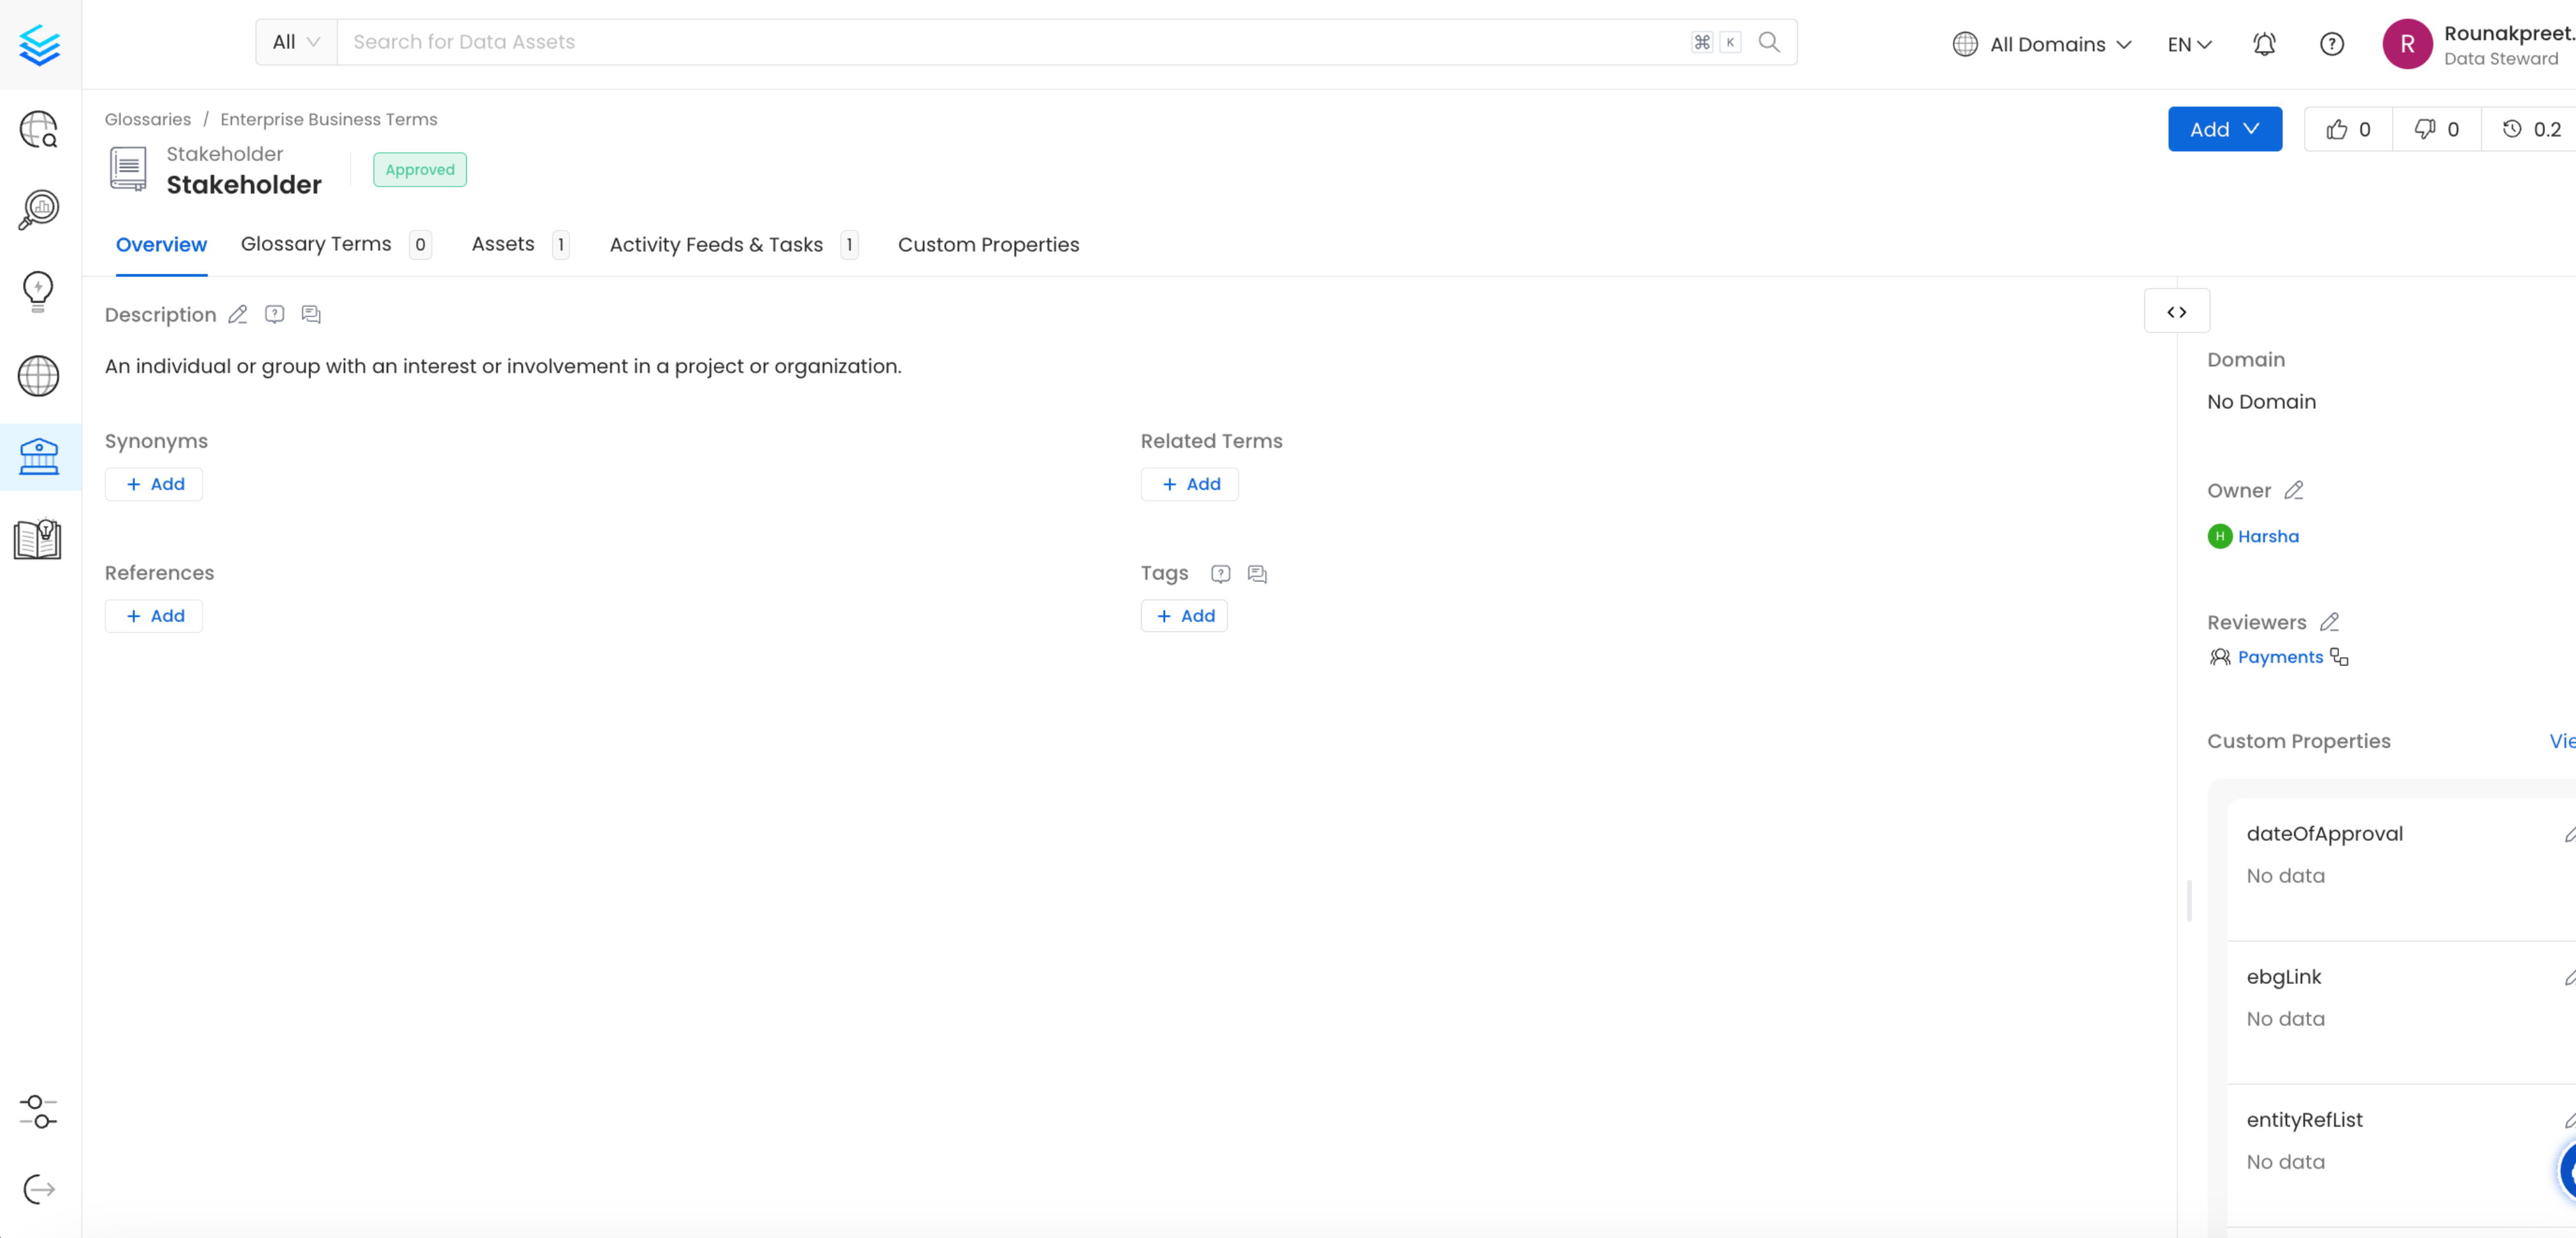 All
Search for Data Assets
⌘ K
All Domains
EN
R
Rounakpreet.
Data Steward
Glossaries / Enterprise Business Terms
Stakeholder
Stakeholder
Approved
Add
0
0
0.2
Overview
Glossary Terms 0
Assets 1
Activity Feeds & Tasks 1
Custom Properties
Description
An individual or group with an interest or involvement in a project or organization.
Synonyms
+ Add
Related Terms
+ Add
References
+ Add
Tags
+ Add
Domain
No Domain
Owner
H Harsha
Reviewers
Payments
Custom Properties
Vie
dateOfApproval
No data
ebgLink
No data
entityRefList
No data